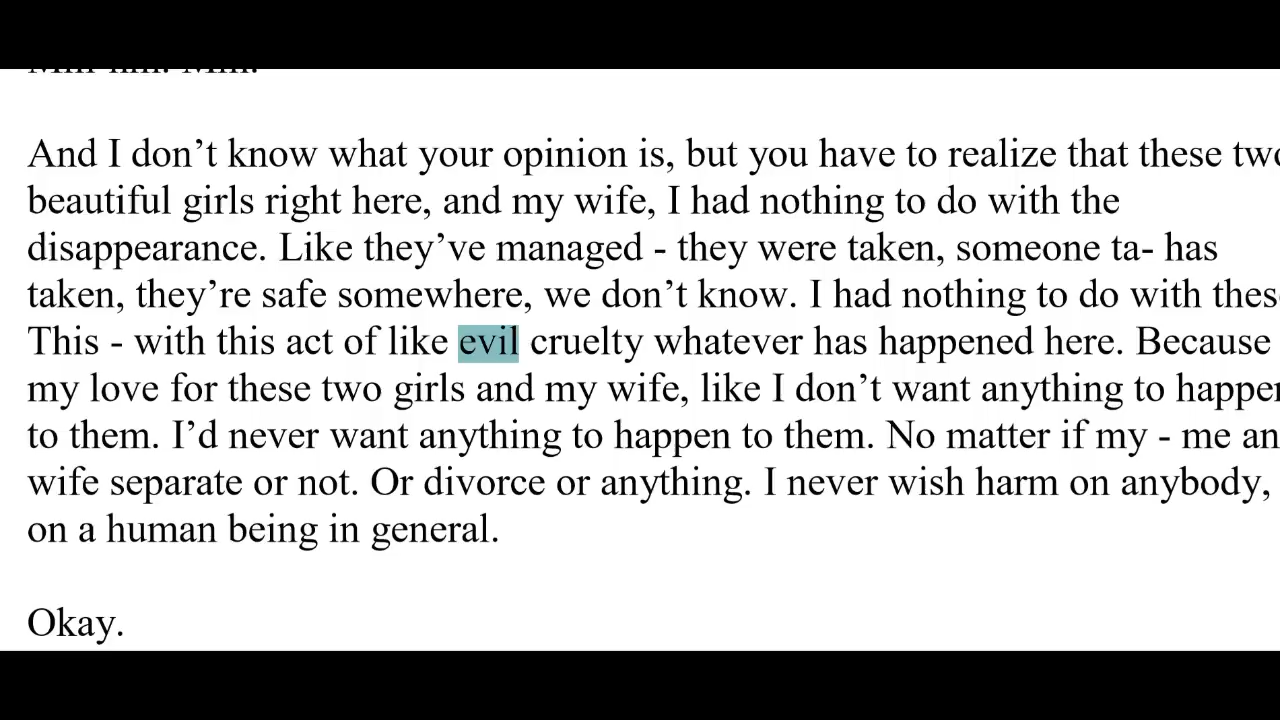 And I don’t know what your opinion is, but you have to realize that these two
beautiful girls right here, and my wife, I had nothing to do with the
disappearance. Like they’ve managed - they were taken, someone ta- has
taken, they’re safe somewhere, we don’t know. I had nothing to do with these
This - with this act of like evil cruelty whatever has happened here. Because
my love for these two girls and my wife, like I don’t want anything to happen
to them. I’d never want anything to happen to them. No matter if my - me an
wife separate or not. Or divorce or anything. I never wish harm on anybody,
on a human being in general.
Okay.